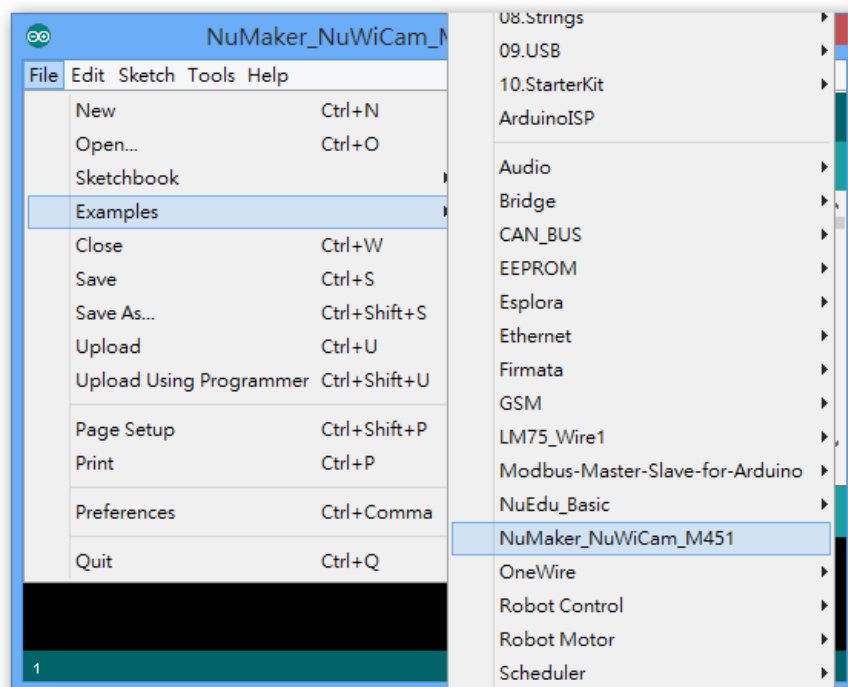 NuMaker_NuWiCam_M
File Edit Sketch Tools Help
New Ctrl+N
Open... Ctrl+O
Sketchbook
Examples
Close Ctrl+W
Save Ctrl+S
Save As... Ctrl+Shift+S
Upload Ctrl+U
Upload Using Programmer Ctrl+Shift+U
Page Setup Ctrl+Shift+P
Print Ctrl+P
Preferences Ctrl+Comma
Quit Ctrl+Q
1
08.Strings
09.USB
10.StarterKit
ArduinoISP
Audio
Bridge
CAN_BUS
EEPROM
Esplora
Ethernet
Firmata
GSM
LM75_Wire1
Modbus-Master-Slave-for-Arduino
NuEdu_Basic
NuMaker_NuWiCam_M451
OneWire
Robot Control
Robot Motor
Scheduler